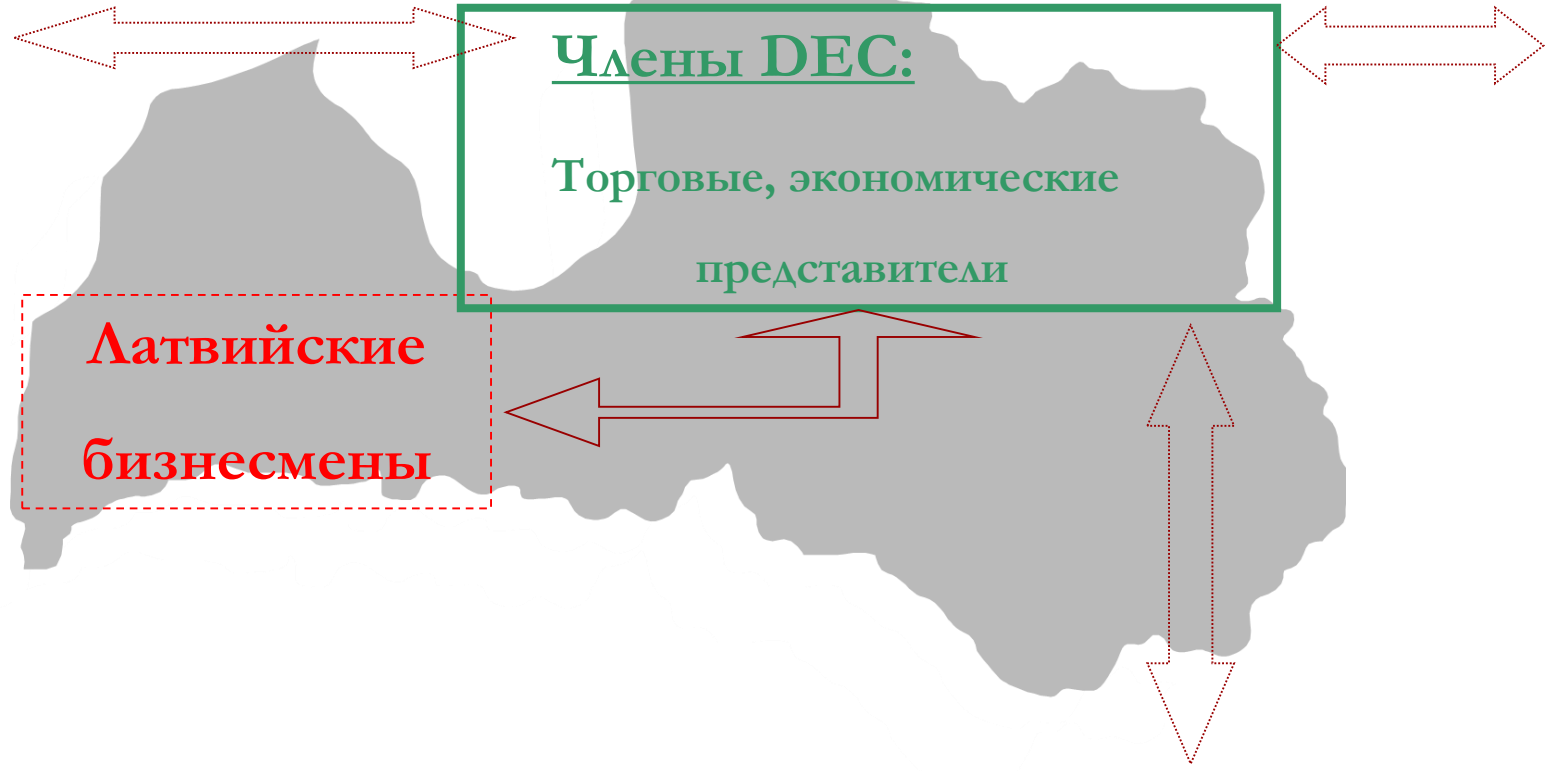 Члены DEC:
Торговые, экономические
представители
Латвийские
бизнесмены